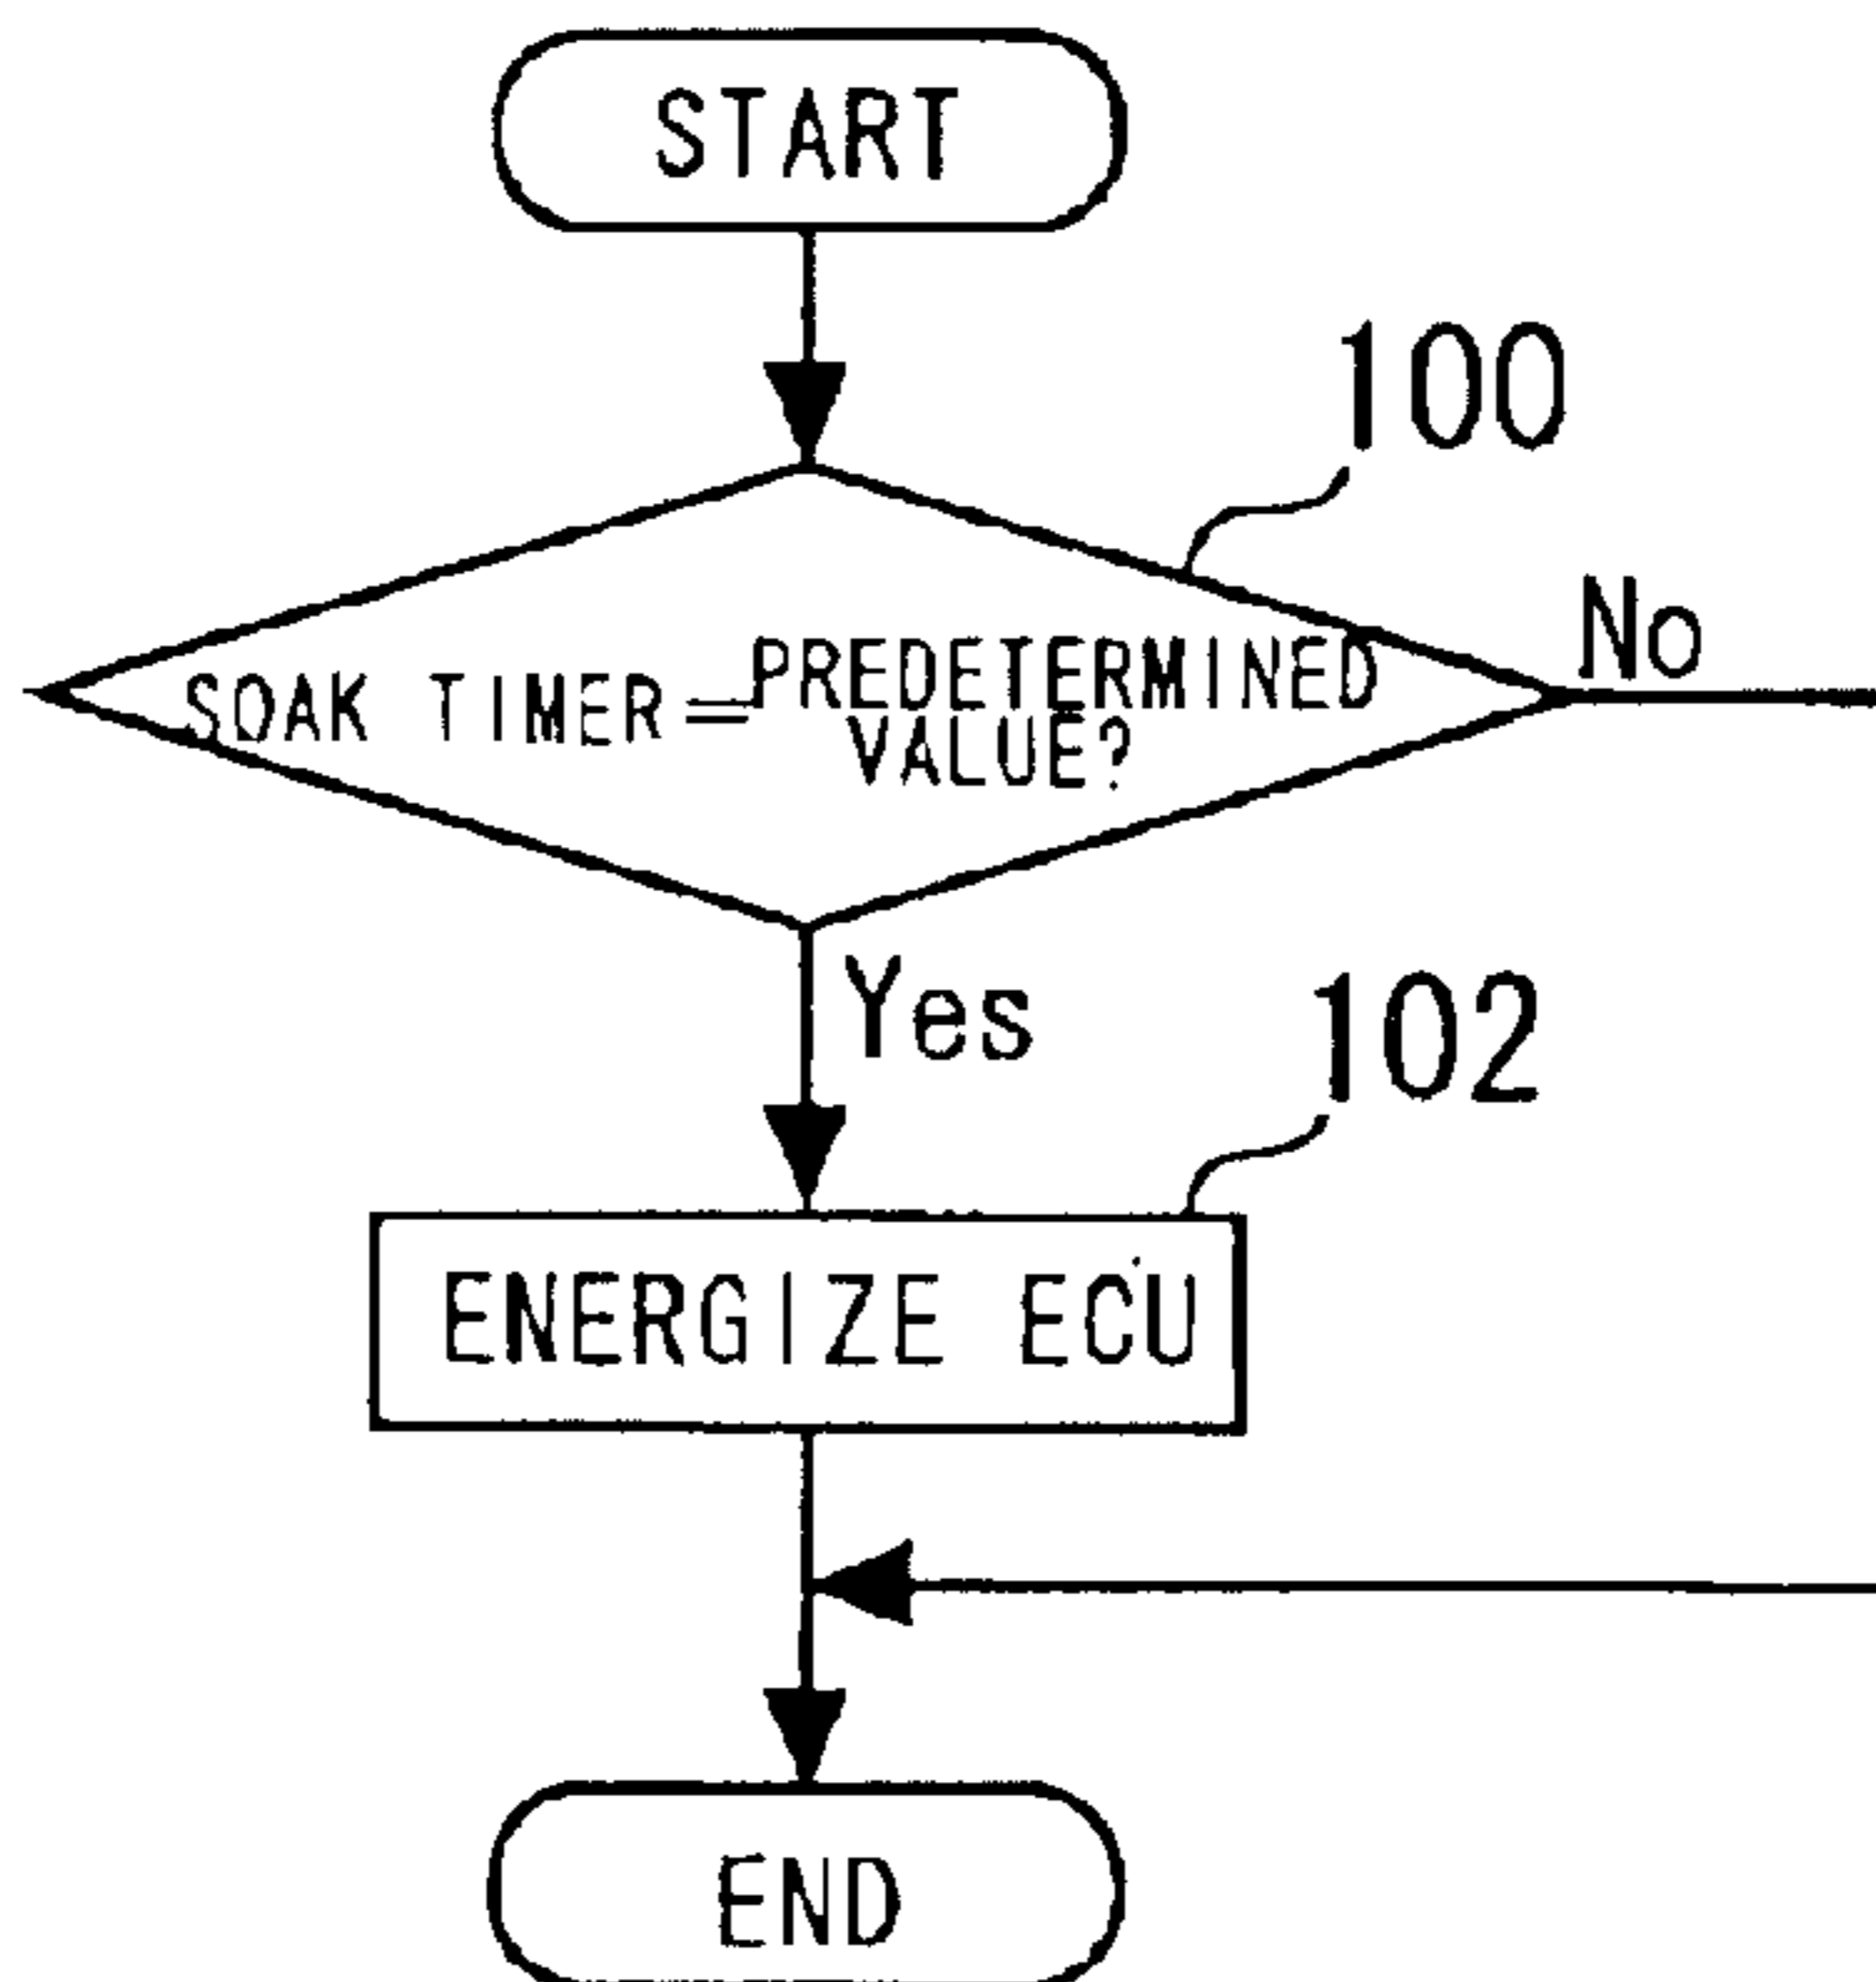 START
100
No
SOAK TIMER=PREDETERMINED
VALUE?
Yes
102
ENERGIZE ECU
END